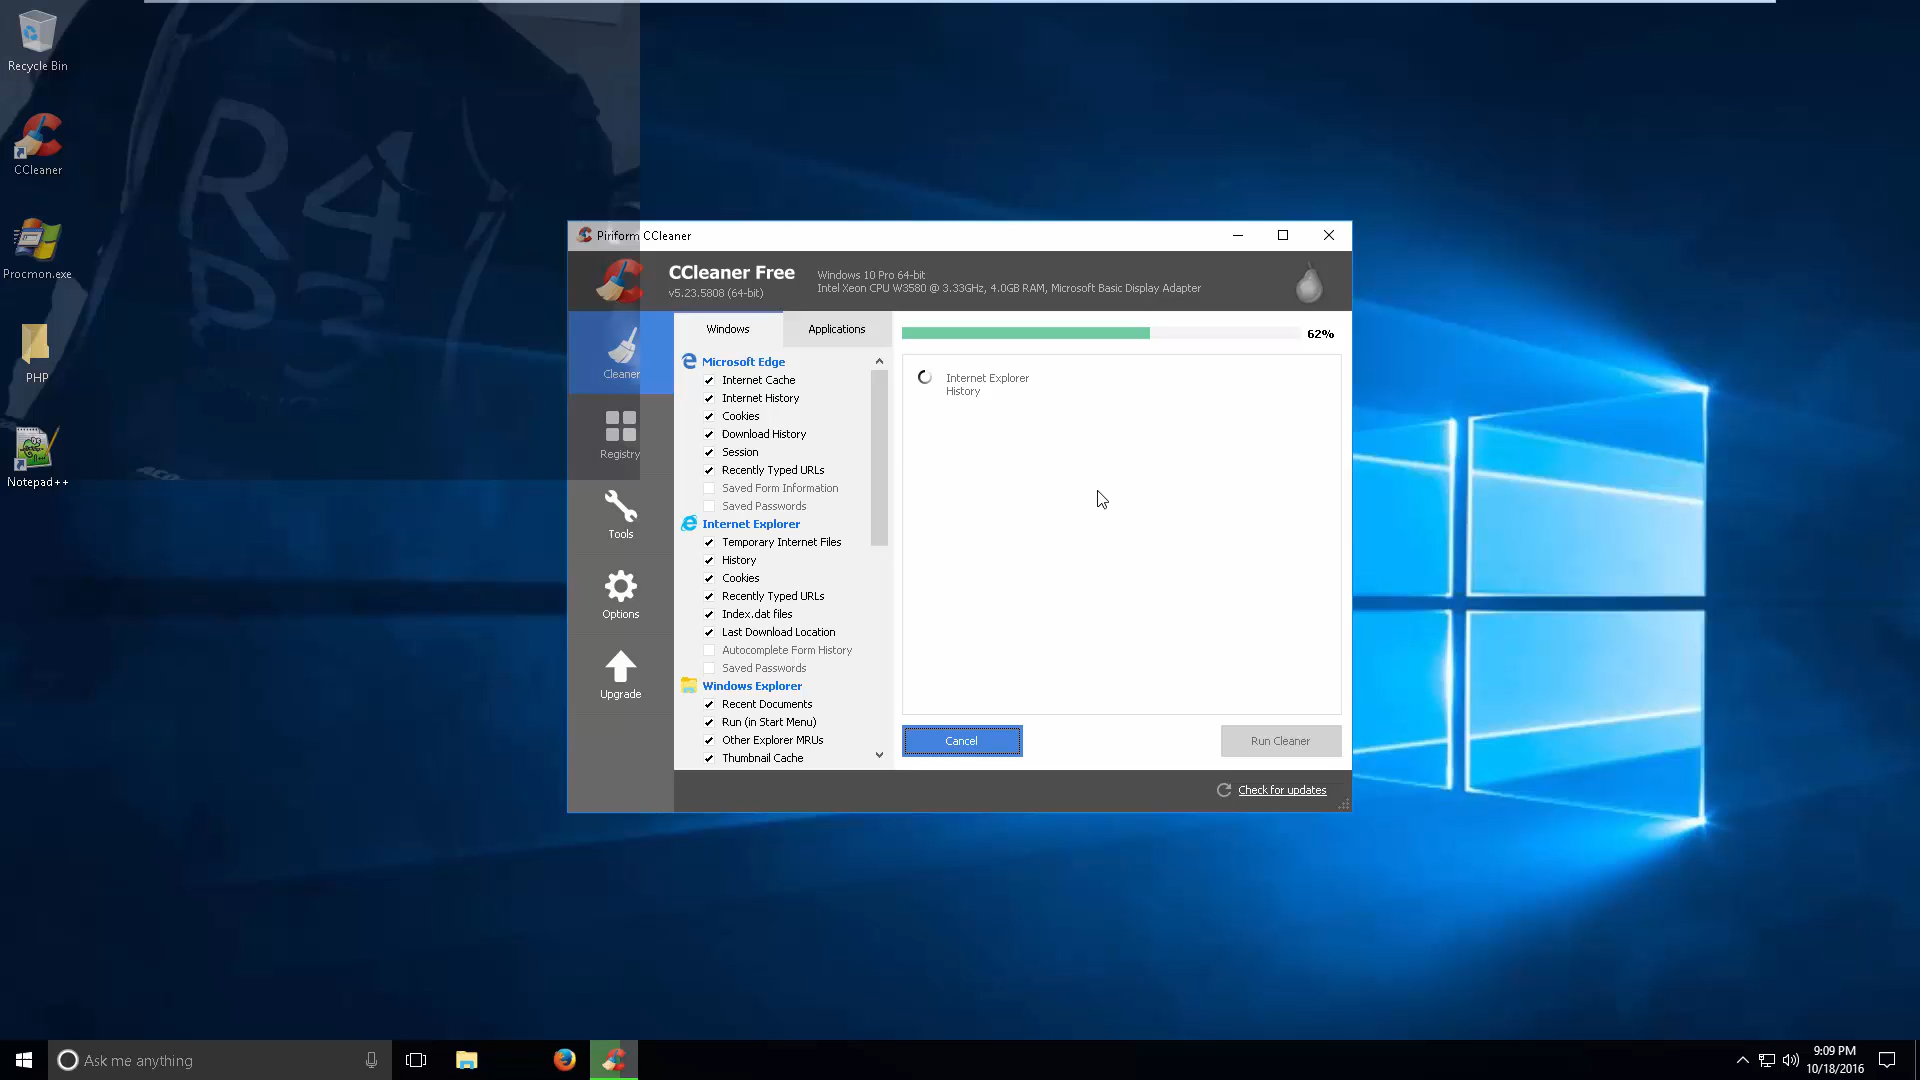 Recycle Bin
CCleaner
Procmon.exe
PHP
Notepad++
R4
Piriform CCleaner
CCleaner Free
v5.23.5808 (64-bit)
Windows 10 Pro 64-bit
Intel Xeon CPU W3580 @ 3.33GHz, 4.0GB RAM, Microsoft Basic Display Adapter
Cleaner
Registry
Tools
Options
Upgrade
Windows
Applications
Microsoft Edge
Internet Cache
Internet History
Cookies
Download History
Session
Recently Typed URLs
Saved Form Information
Saved Passwords
Internet Explorer
Temporary Internet Files
History
Cookies
Recently Typed URLs
Index.dat files
Last Download Location
Autocomplete Form History
Saved Passwords
Windows Explorer
Recent Documents
Run (in Start Menu)
Other Explorer MRUs
Thumbnail Cache
62%
Internet Explorer
History
Cancel
Run Cleaner
Check for updates
Ask me anything
9:09 PM
10/18/2016